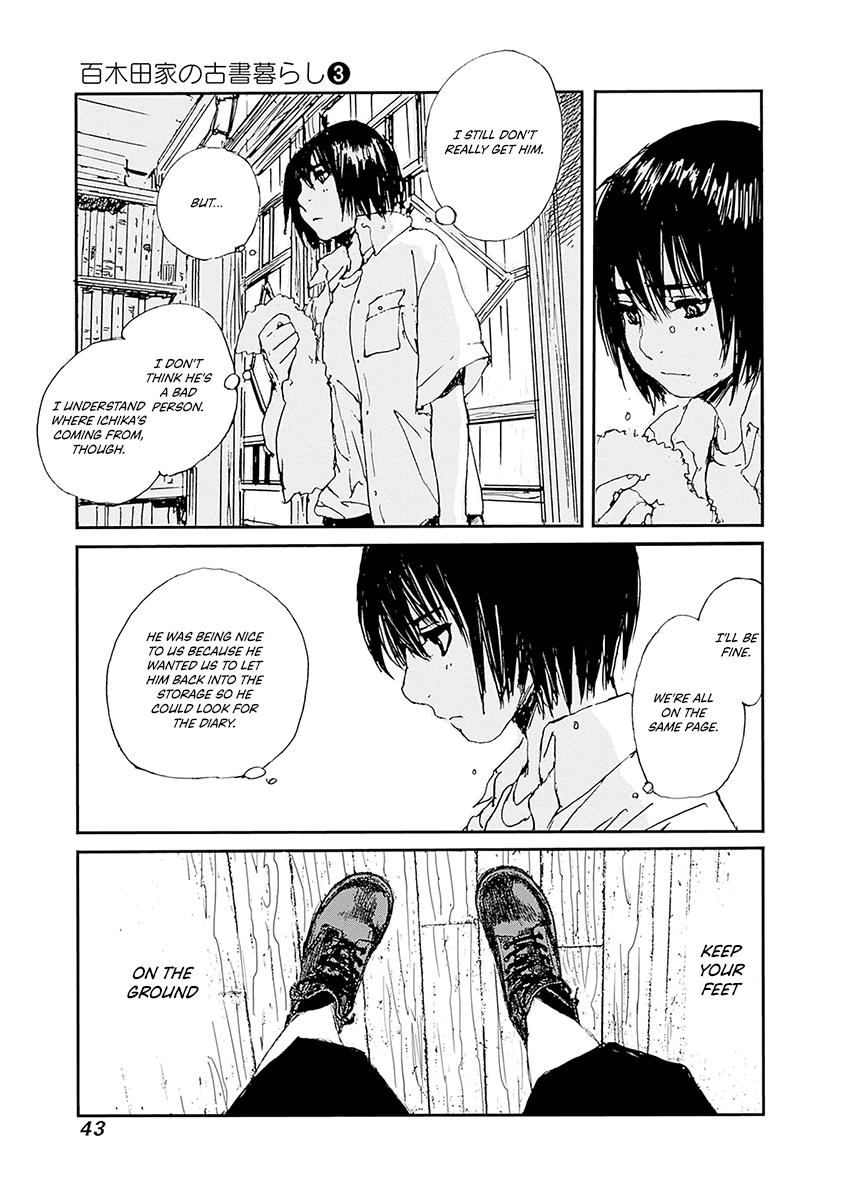 百木田家の古書暮らし❸
I STILL DON'T
REALLY GET HIM.
BUT...
I DON'T
THINK HE'S
A BAD
PERSON.
I UNDERSTAND
WHERE ICHIKA'S
COMING FROM,
THOUGH.
I'LL BE
FINE.
WE'RE ALL
ON THE
SAME PAGE.
HE WAS BEING NICE
TO US BECAUSE HE
WANTED US TO LET
HIM BACK INTO THE
STORAGE SO HE
COULD LOOK FOR
THE DIARY.
KEEP
YOUR
FEET
ON THE
GROUND
43